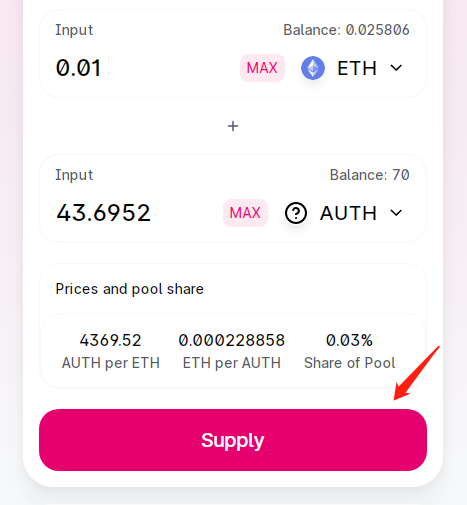 Input Balance: 0.025806
0.01 MAX ETH
+
Input Balance: 70
43.6952 MAX ? AUTH
Prices and pool share
4369.52 0.000228858 0.03%
AUTH per ETH ETH per AUTH Share of Pool
Supply